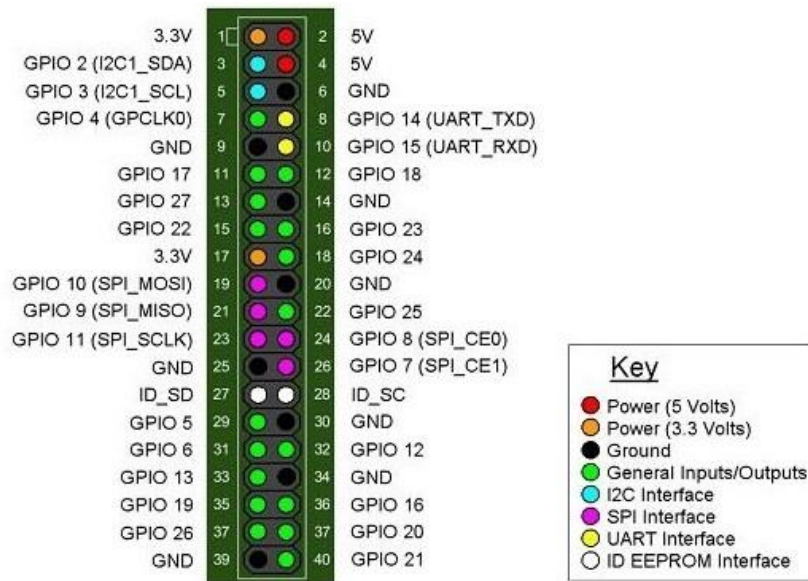 3.3V 1 2 5V
GPIO 2 (I2C1_SDA) 3 4 5V
GPIO 3 (I2C1_SCL) 5 6 GND
GPIO 4 (GPCLK0) 7 8 GPIO 14 (UART_TXD)
GND 9 10 GPIO 15 (UART_RXD)
GPIO 17 11 12 GPIO 18
GPIO 27 13 14 GND
GPIO 22 15 16 GPIO 23
3.3V 17 18 GPIO 24
GPIO 10 (SPI_MOSI) 19 20 GND
GPIO 9 (SPI_MISO) 21 22 GPIO 25
GPIO 11 (SPI_SCLK) 23 24 GPIO 8 (SPI_CE0)
GND 25 26 GPIO 7 (SPI_CE1)
ID_SD 27 28 ID_SC
GPIO 5 29 30 GND
GPIO 6 31 32 GPIO 12
GPIO 13 33 34 GND
GPIO 19 35 36 GPIO 16
GPIO 26 37 37 GPIO 20
GND 39 40 GPIO 21
Key
Power (5 Volts)
Power (3.3 Volts)
Ground
General Inputs/Outputs
I2C Interface
SPI Interface
UART Interface
ID EEPROM Interface